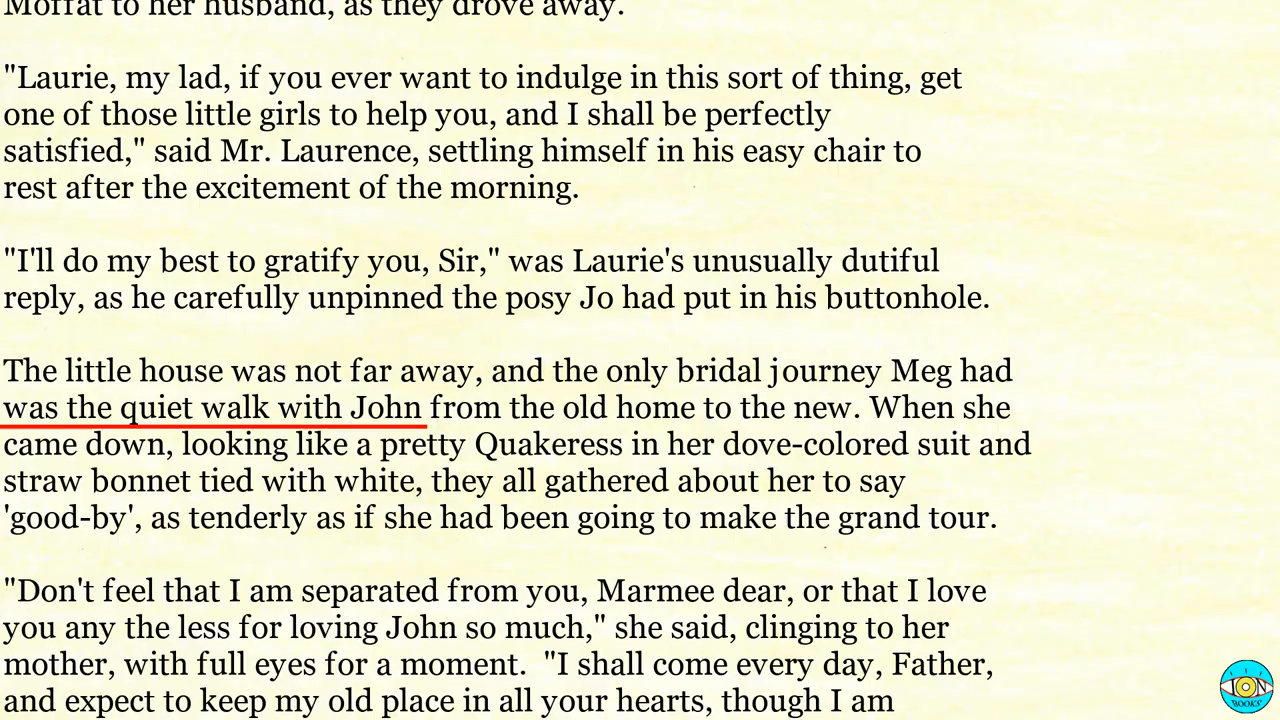 Moffat to her husband, as they drove away.
"Laurie, my lad, if you ever want to indulge in this sort of thing, get
one of those little girls to help you, and I shall be perfectly
satisfied," said Mr. Laurence, settling himself in his easy chair to
rest after the excitement of the morning.
"I'll do my best to gratify you, Sir," was Laurie's unusually dutiful
reply, as he carefully unpinned the posy Jo had put in his buttonhole.
The little house was not far away, and the only bridal journey Meg had
was the quiet walk with John from the old home to the new. When she
came down, looking like a pretty Quakeress in her dove-colored suit and
straw bonnet tied with white, they all gathered about her to say
'good-by', as tenderly as if she had been going to make the grand tour.
"Don't feel that I am separated from you, Marmee dear, or that I love
you any the less for loving John so much," she said, clinging to her
mother, with full eyes for a moment.  "I shall come every day, Father,
and expect to keep my old place in all your hearts, though I am
ION
BOOKS